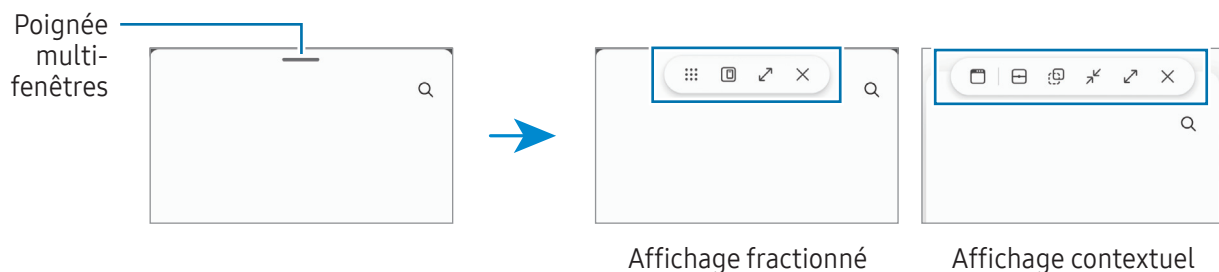 Poignée
multi-
fenêtres
Affichage fractionné
Affichage contextuel